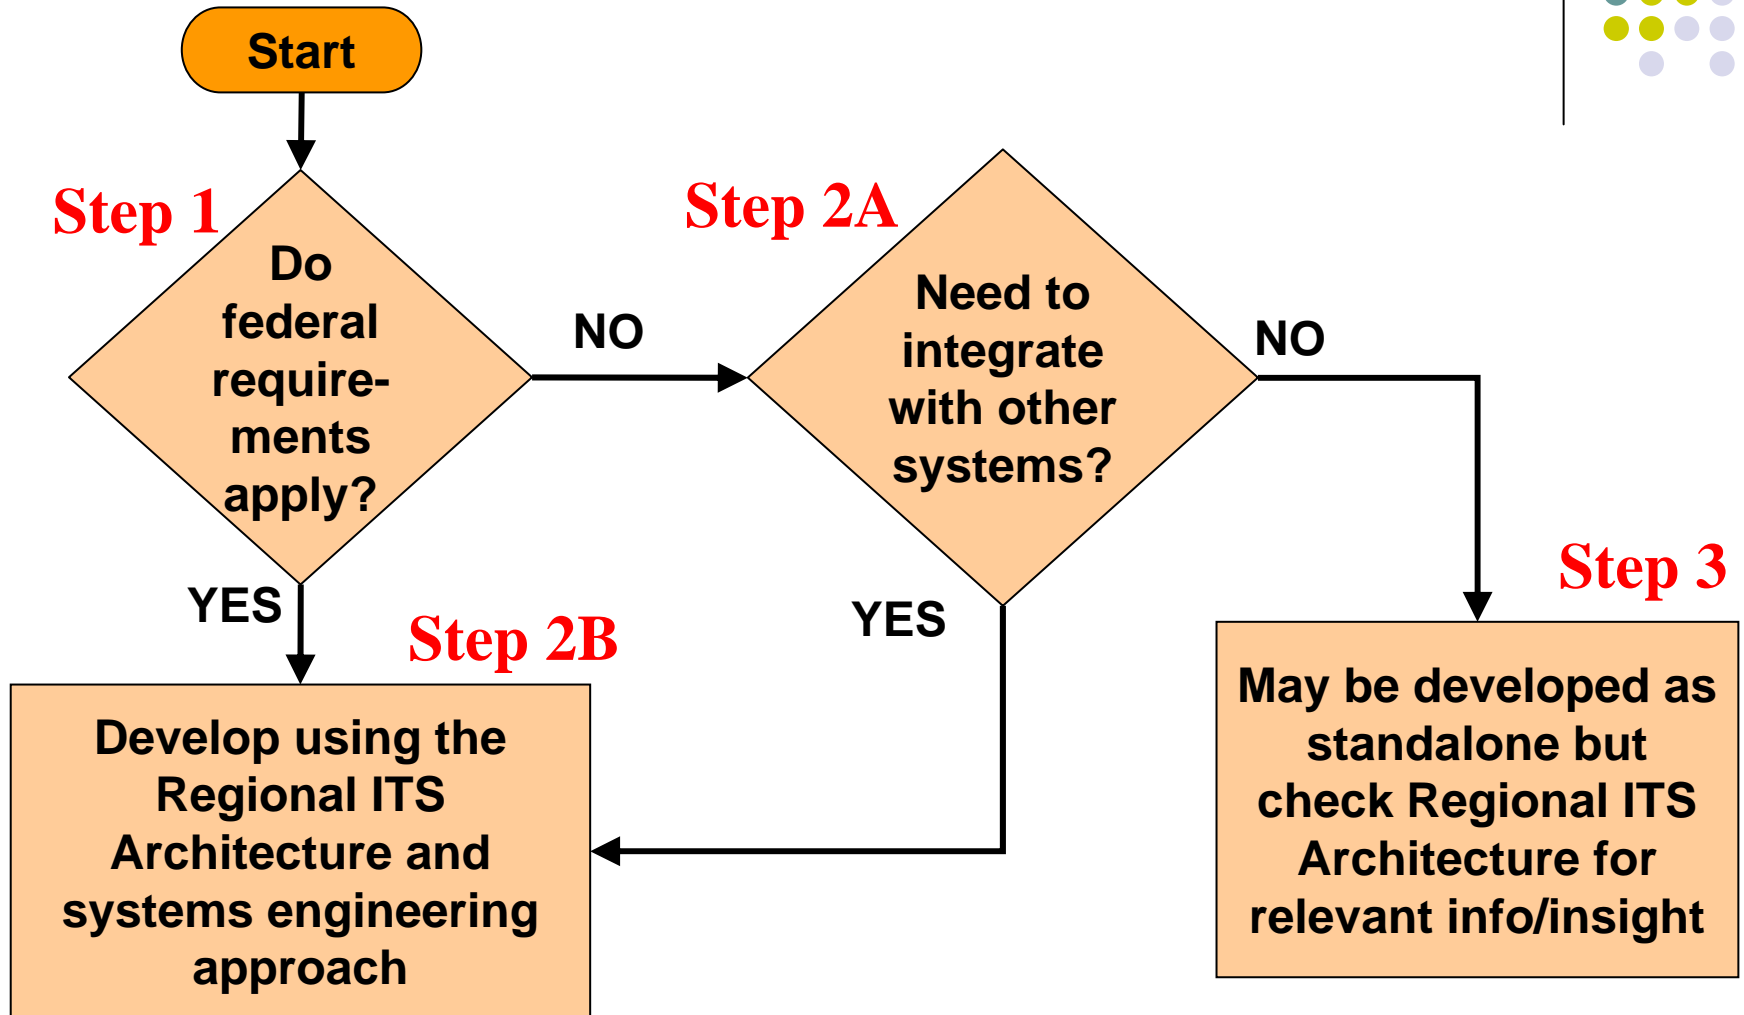 Start
Step 1
Do
federal
require-
ments
apply?
NO
Step 2A
Need to
integrate
with other
systems?
NO
YES
Step 2B
Develop using the
Regional ITS
Architecture and
systems engineering
approach
YES
Step 3
May be developed as
standalone but
check Regional ITS
Architecture for
relevant info/insight